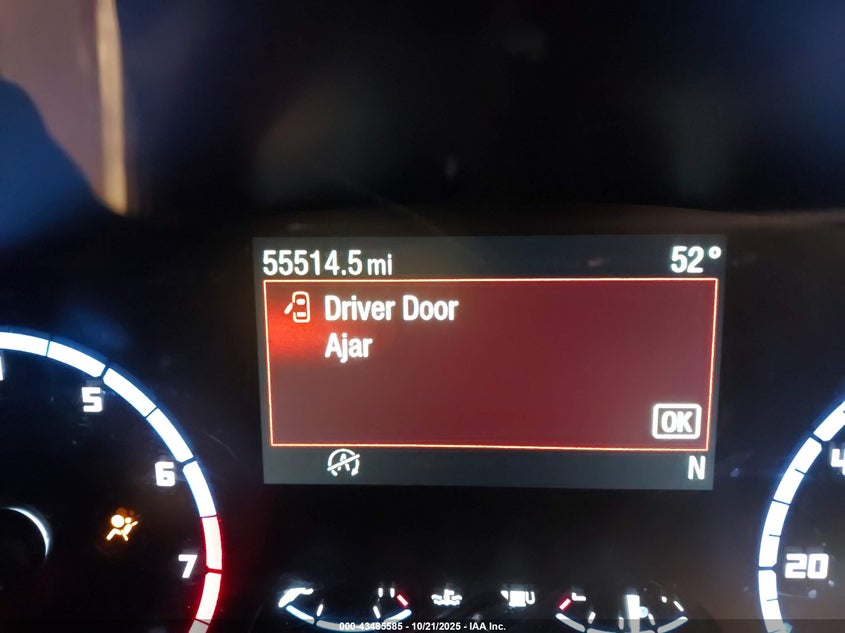 55514.5 mi 52°
Driver Door
Ajar
OK
N
5
6
7
4
20
000-43485585 - 10/21/2025 - IAA Inc.